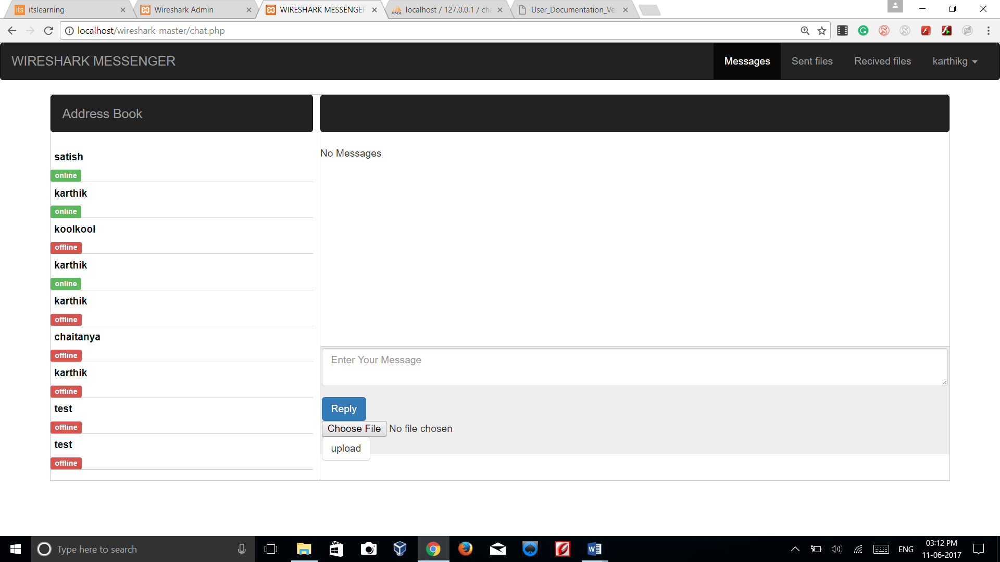 itslearning
Wireshark Admin
WIRESHARK MESSENGER
localhost / 127.0.0.1 / ch
User_Documentation_Ve
localhost/wireshark-master/chat.php
WIRESHARK MESSENGER
Messages
Sent files
Recived files
karthikg
Address Book
satish
online
karthik
online
koolkool
offline
karthik
online
karthik
offline
chaitanya
offline
karthik
offline
test
offline
test
offline
No Messages
Enter Your Message
Reply
Choose File No file chosen
upload
Type here to search
ENG
03:12 PM
11-06-2017